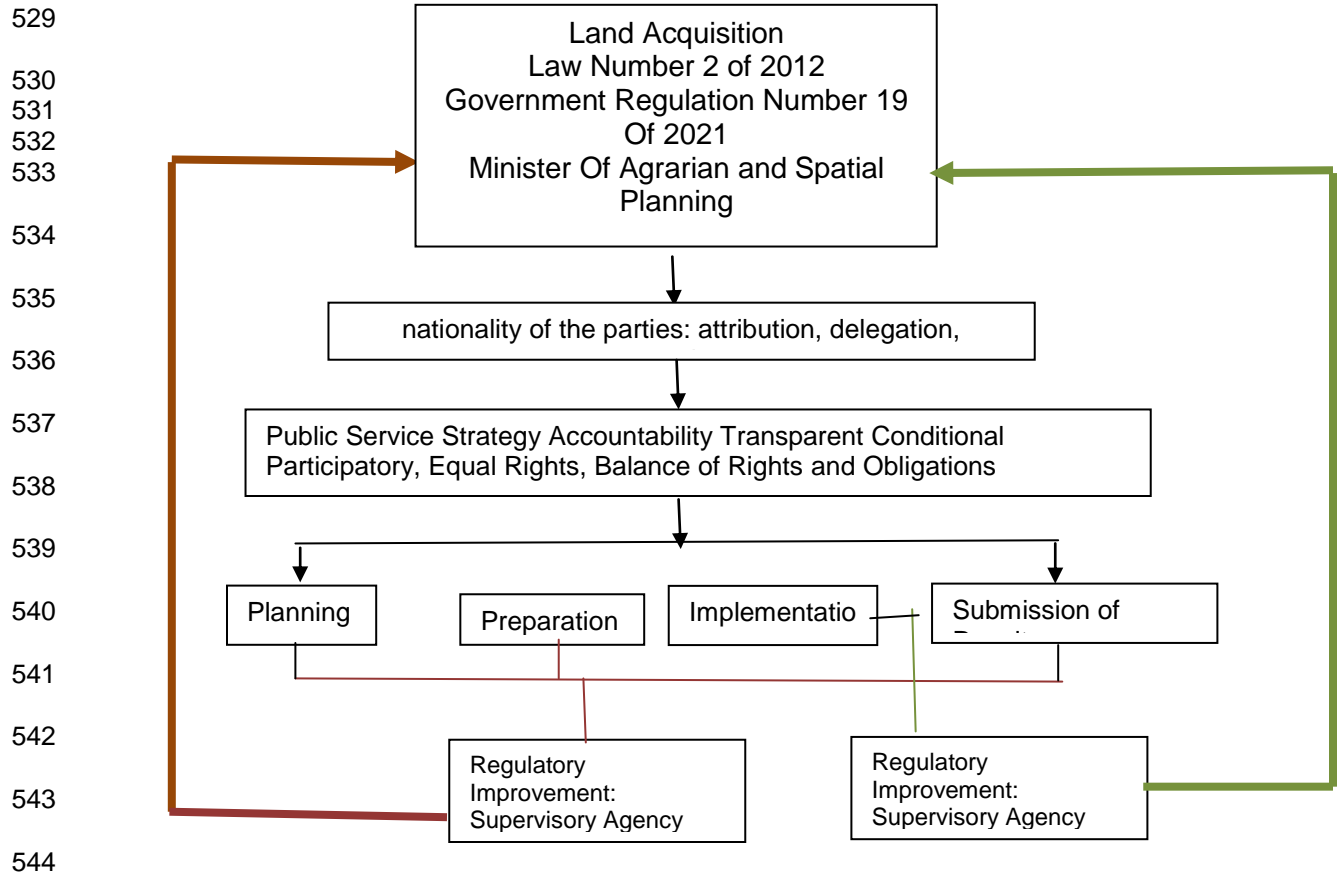 529
Land Acquisition
Law Number 2 of 2012
530
Government Regulation Number 19
531
Of 2021
532
Minister Of Agrarian and Spatial
533
Planning
534
535
nationality of the parties: attribution, delegation,
536
537
Public Service Strategy Accountability Transparent Conditional
Participatory, Equal Rights, Balance of Rights and Obligations
538
539
540
Planning
Preparation
Implementatio
Submission of
541
542
Regulatory
Improvement:
Supervisory Agency
Regulatory
Improvement:
Supervisory Agency
543
544